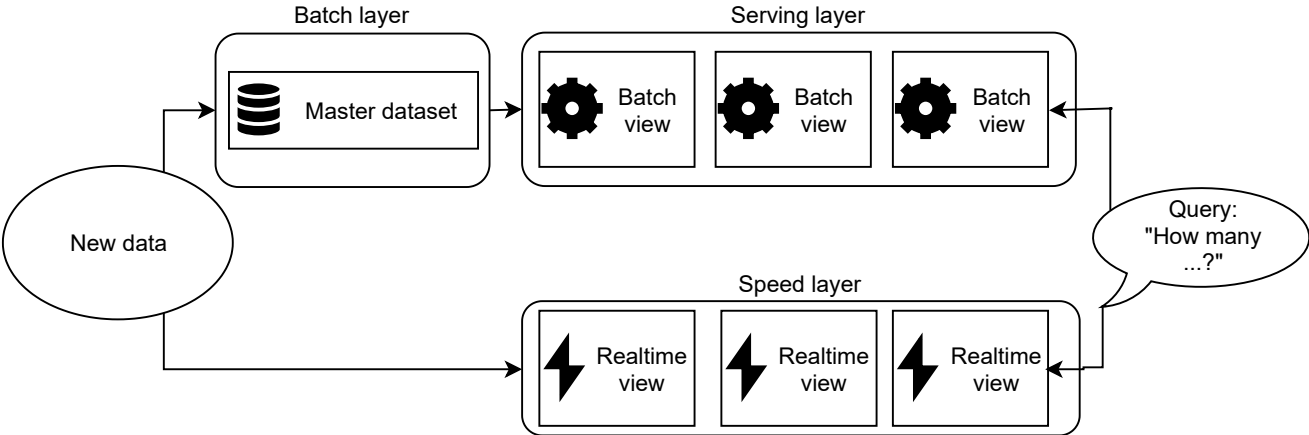 Batch layer
Serving layer
Master dataset
Batch
view
Batch
view
Batch
view
New data
Query:
"How many
...?"
Speed layer
Realtime
view
Realtime
view
Realtime
view